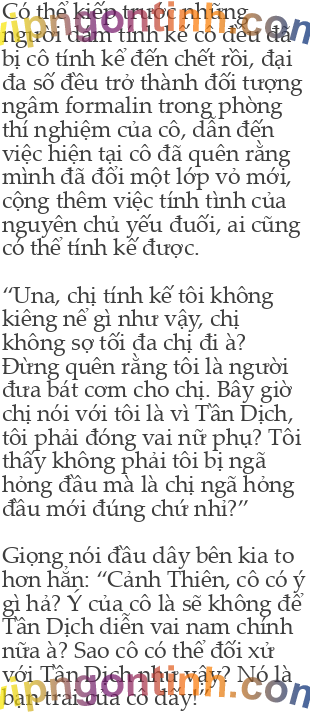 Có thể kiếp trước những
người dám tính kế cô đều đã
bị cô tính kế đến chết rồi, đại
đa số đều trở thành đối tượng
ngâm formalin trong phòng
thí nghiệm của cô, dẫn đến
việc hiện tại cô đã quên rằng
mình đã đổi một lớp vỏ mới,
cộng thêm việc tính tình của
nguyên chủ yếu đuối, ai cũng
có thể tính kế được.
“Una, chị tính kế tôi không
kiêng nể gì như vậy, chị
không sợ tối đa chị đi à?
Đừng quên rằng tôi là người
đưa bát cơm cho chị. Bây giờ
chị nói với tôi là vì Tần Dịch,
tôi phải đóng vai nữ phụ? Tôi
thấy không phải tôi bị ngã
hỏng đầu mà là chị ngã hỏng
đầu mới đúng chứ nhỉ?”
Giọng nói đầu dây bên kia to
hơn hẳn: “Cảnh Thiên, cô có ý
gì hả? Ý của cô là sẽ không để
Tần Dịch diễn vai nam chính
nữa à? Sao cô có thể đối xử
với Tần Dịch như vậy? Nó là
bạn trai của cô đấy!”
vipngontinh.com
vipngontinh.com